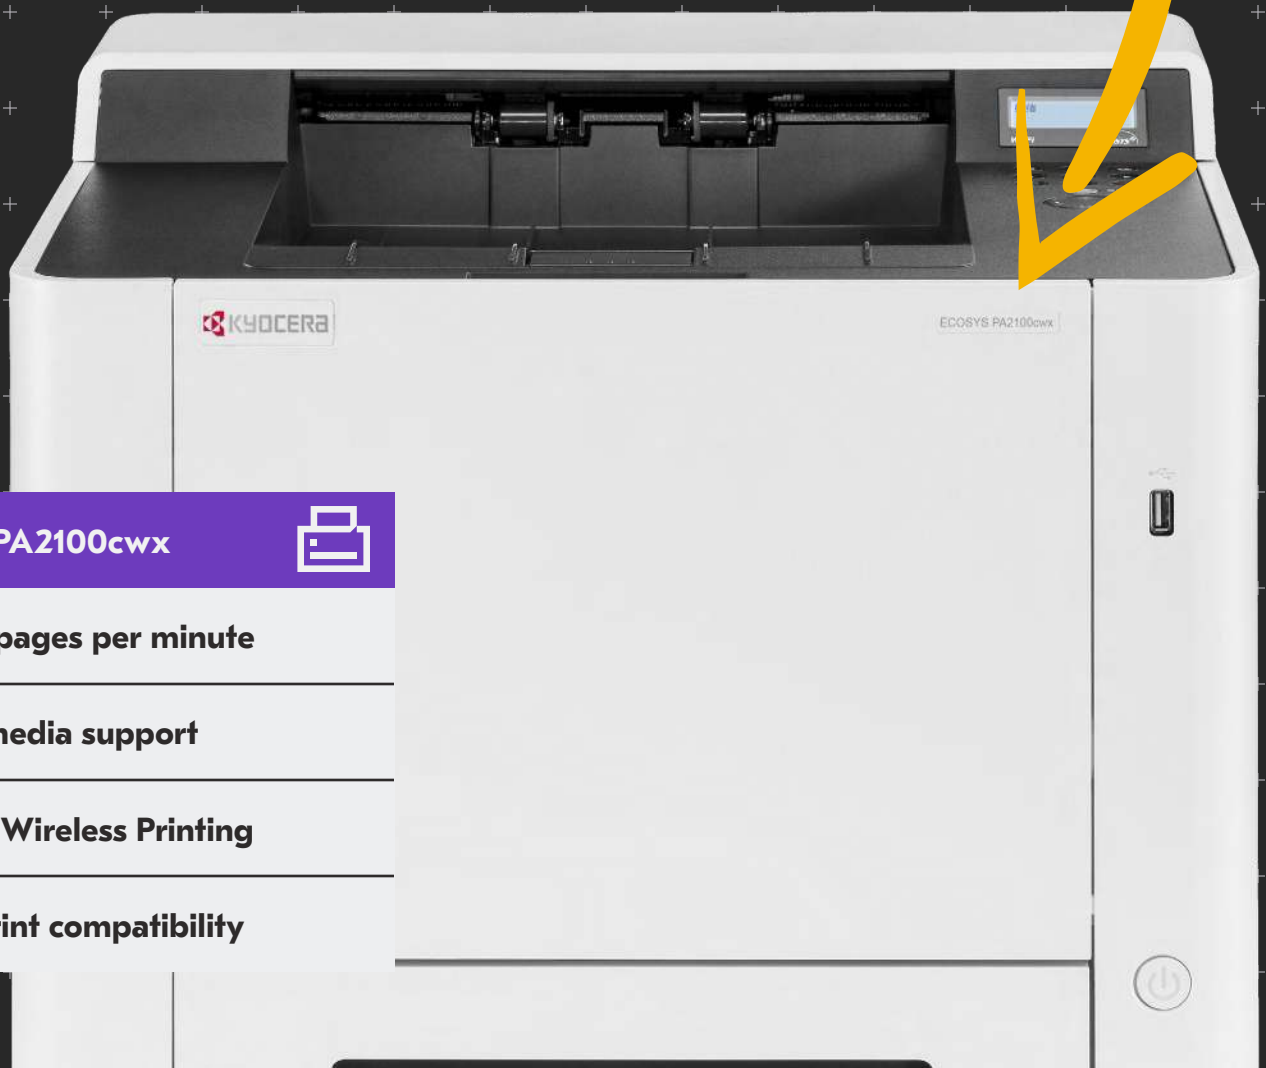 KYOCERA
ECOSYS PA2100cwx
PA2100cwx
pages per minute
media support
Wireless Printing
int compatibility